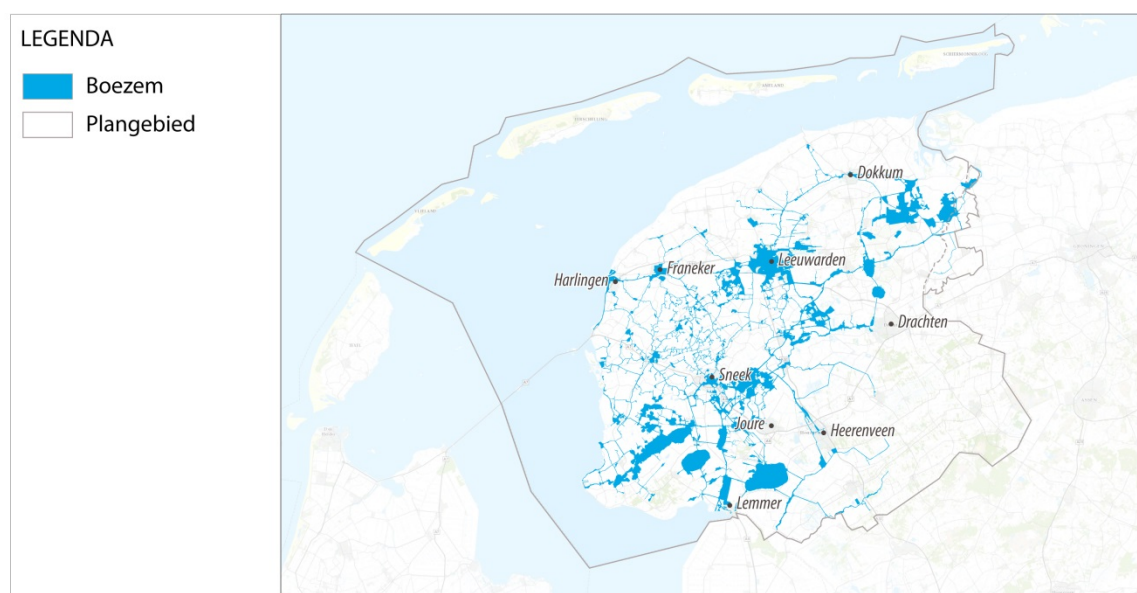 LEGENDA
Boezem
Plangebied
Dokkum
Leeuwarden
Franeker
Harlingen
Drachten
Sneek
Joure
Heerenveen
Lemmer